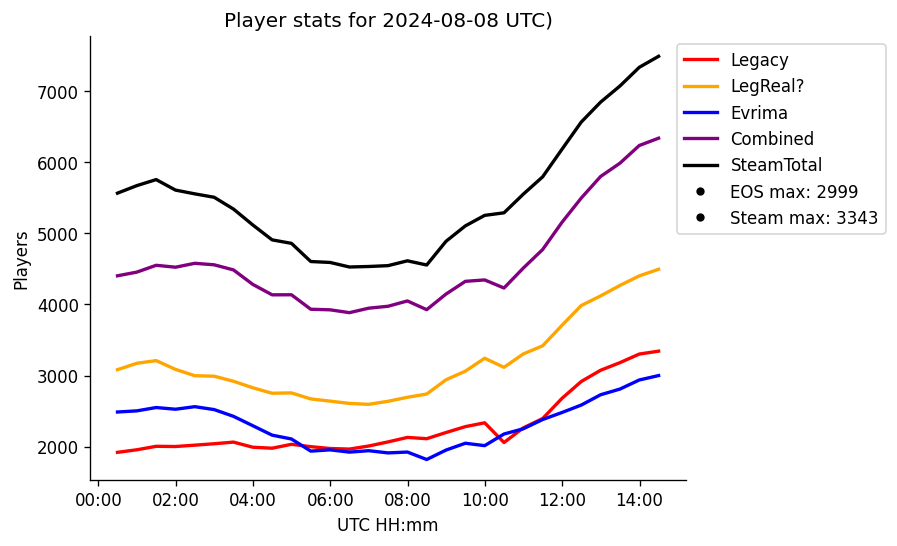 Player stats for 2024-08-08 UTC)
Legacy
LegReal?
Evrima
Combined
SteamTotal
EOS max: 2999
Steam max: 3343
Players
7000
6000
5000
4000
3000
2000
00:00 02:00 04:00 06:00 08:00 10:00 12:00 14:00
UTC HH:mm